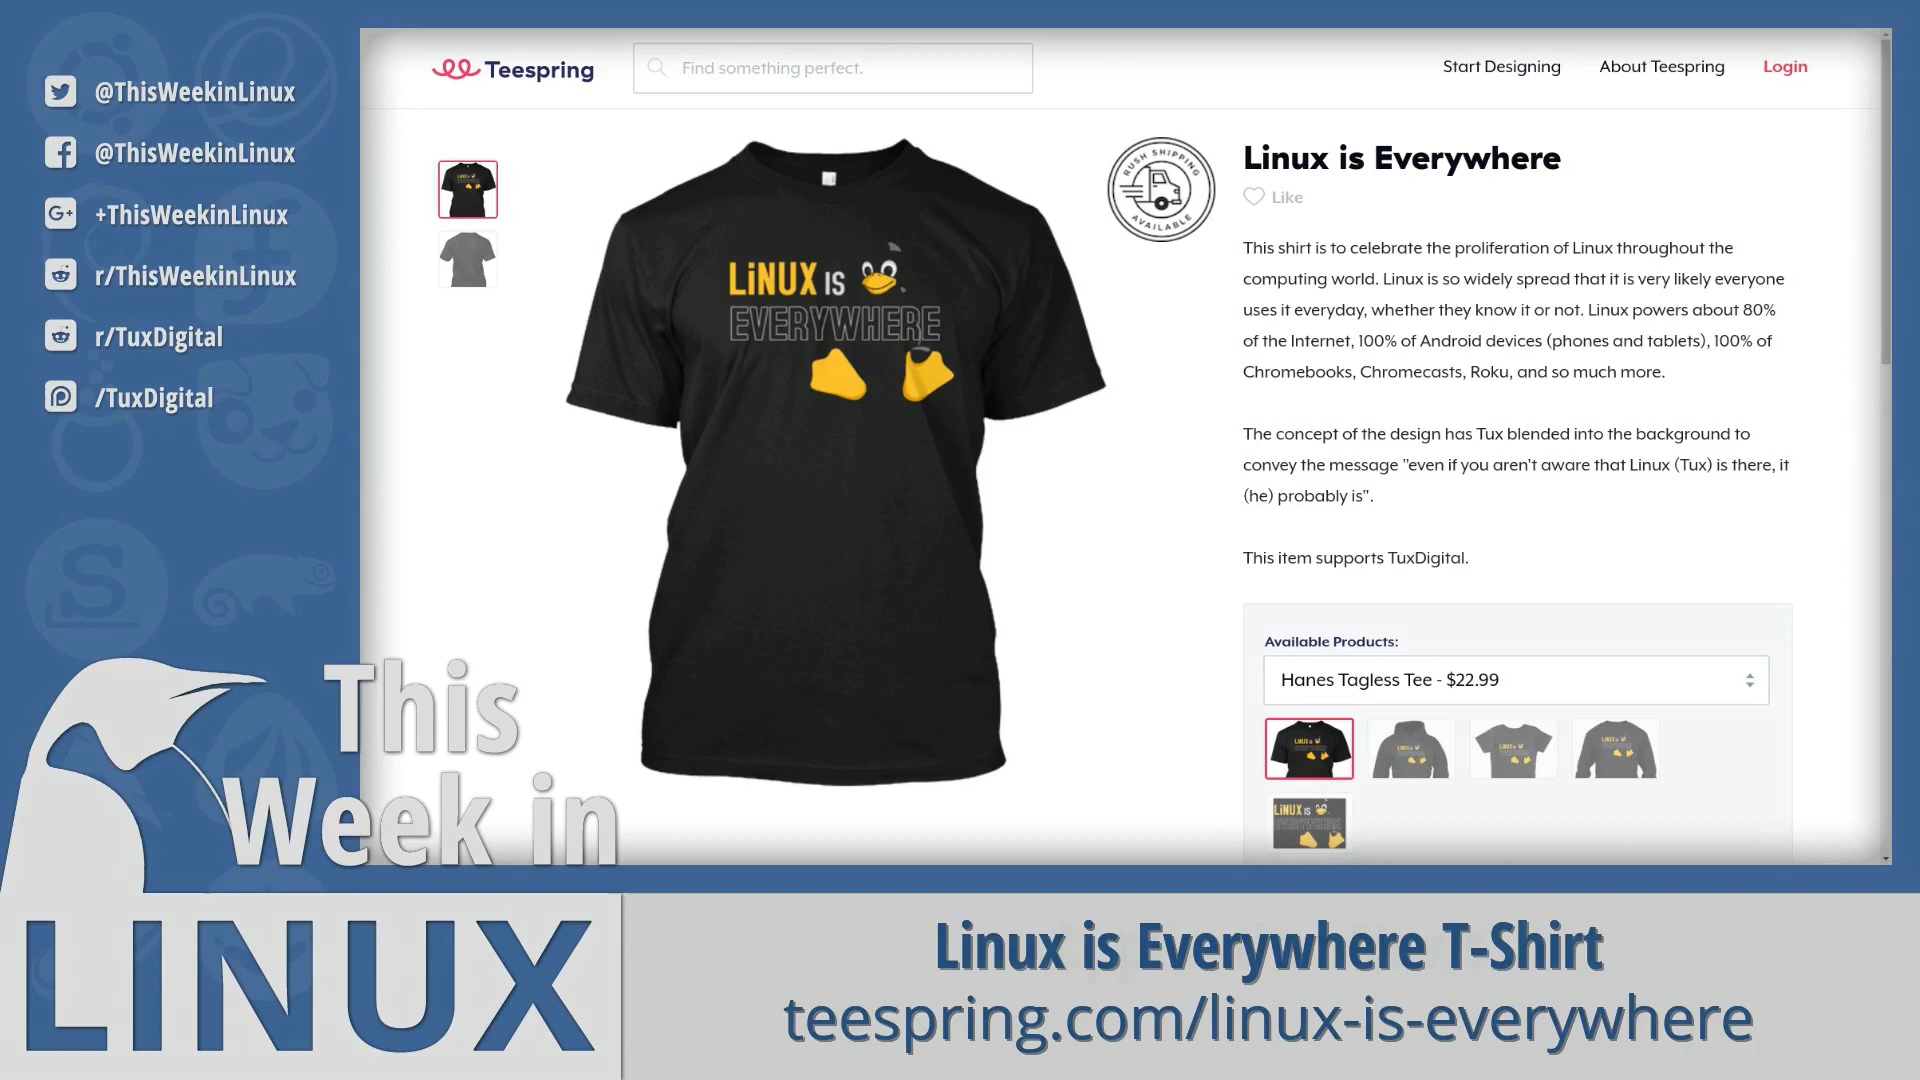 @ThisWeekinLinux
@ThisWeekinLinux
G+ +ThisWeekinLinux
r/ThisWeekinLinux
r/TuxDigital
/TuxDigital
Teespring
Find something perfect.
Start Designing
About Teespring
Login
RUSH SHIPPING
AVAILABLE
LiNUX IS
EVERYWHERE
Linux is Everywhere
Like
This shirt is to celebrate the proliferation of Linux throughout the
computing world. Linux is so widely spread that it is very likely everyone
uses it everyday, whether they know it or not. Linux powers about 80%
of the Internet, 100% of Android devices (phones and tablets), 100% of
Chromebooks, Chromecasts, Roku, and so much more.
The concept of the design has Tux blended into the background to
convey the message "even if you aren't aware that Linux (Tux) is there, it
(he) probably is".
This item supports TuxDigital.
Available Products:
Hanes Tagless Tee - $22.99
LiNUX IS
EVERYWHERE
This
Week in
LINUX
Linux is Everywhere T-Shirt
teespring.com/linux-is-everywhere